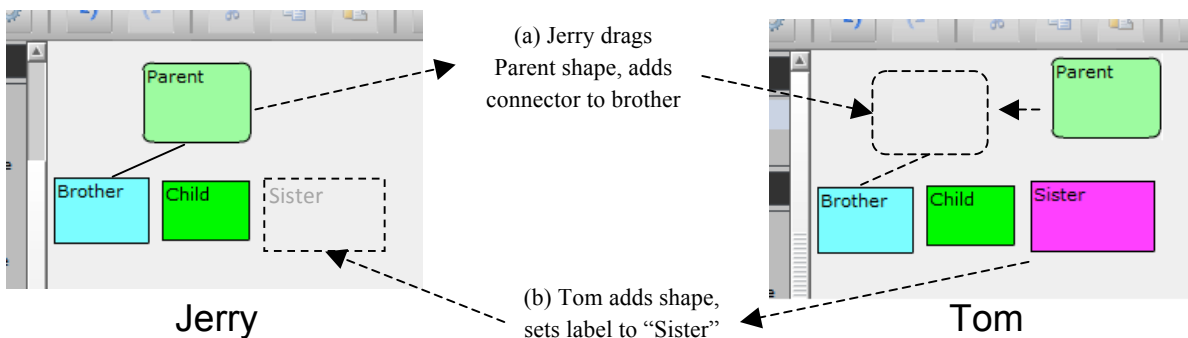 (a) Jerry drags
Parent shape, adds
connector to brother
Parent
Brother
Child
Sister
Jerry
Parent
Brother
Child
Sister
Tom
(b) Tom adds shape,
sets label to “Sister”